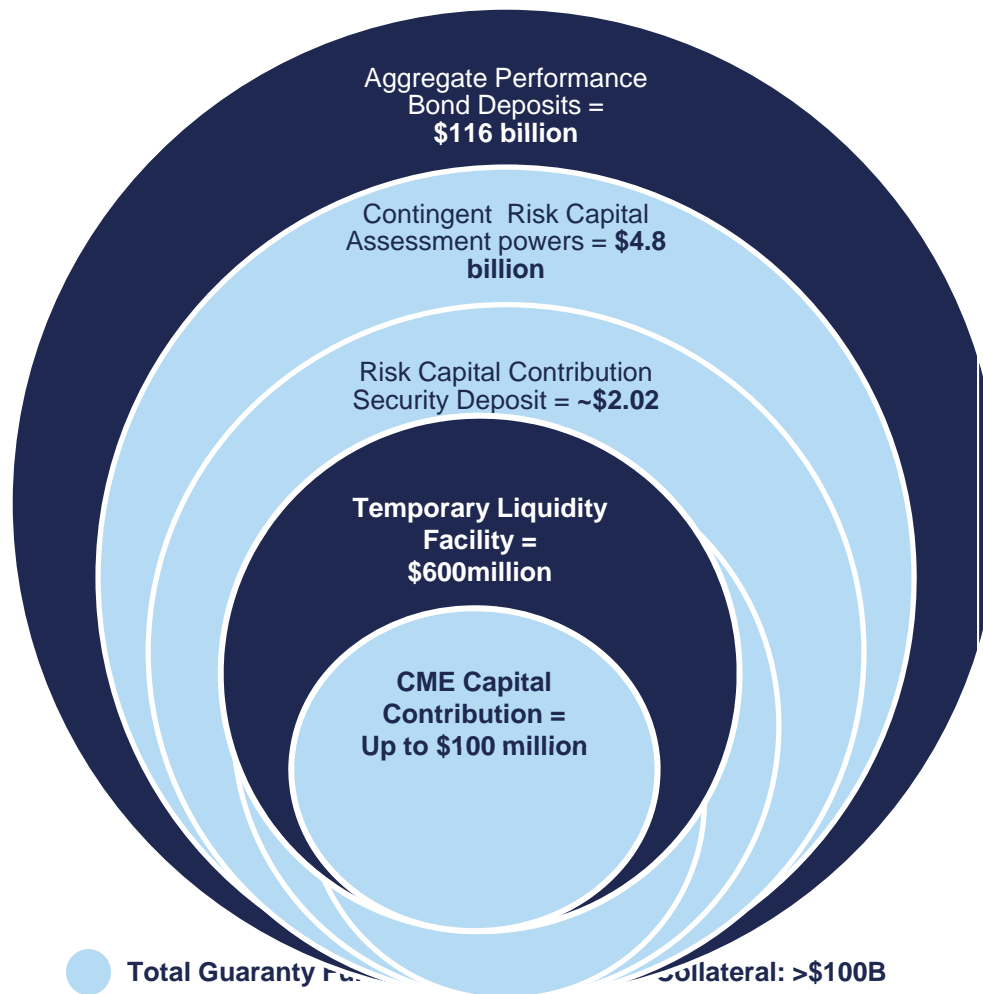 Aggregate Performance
Bond Deposits =
$116 billion
Contingent Risk Capital
Assessment powers = $4.8
billion
Risk Capital Contribution
Security Deposit = ~$2.02
Temporary Liquidity
Facility =
$600million
CME Capital
Contribution =
Up to $100 million
Total Guaranty Collateral: >$100B